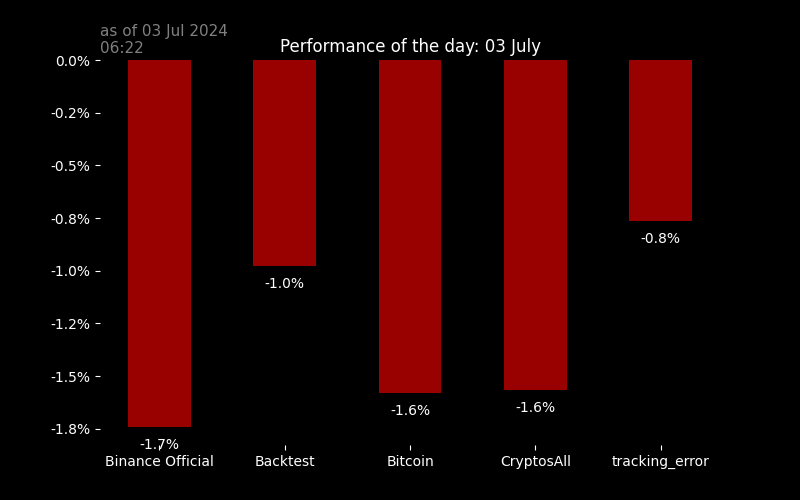 as of 03 Jul 2024
06:22
Performance of the day: 03 July
0.0%
-0.2%
-0.5%
-0.8%
-1.0%
-1.2%
-1.5%
-1.8%
-1.7%
-1.0%
-1.6%
-1.6%
-0.8%
Binance Official
Backtest
Bitcoin
CryptosAll
tracking_error